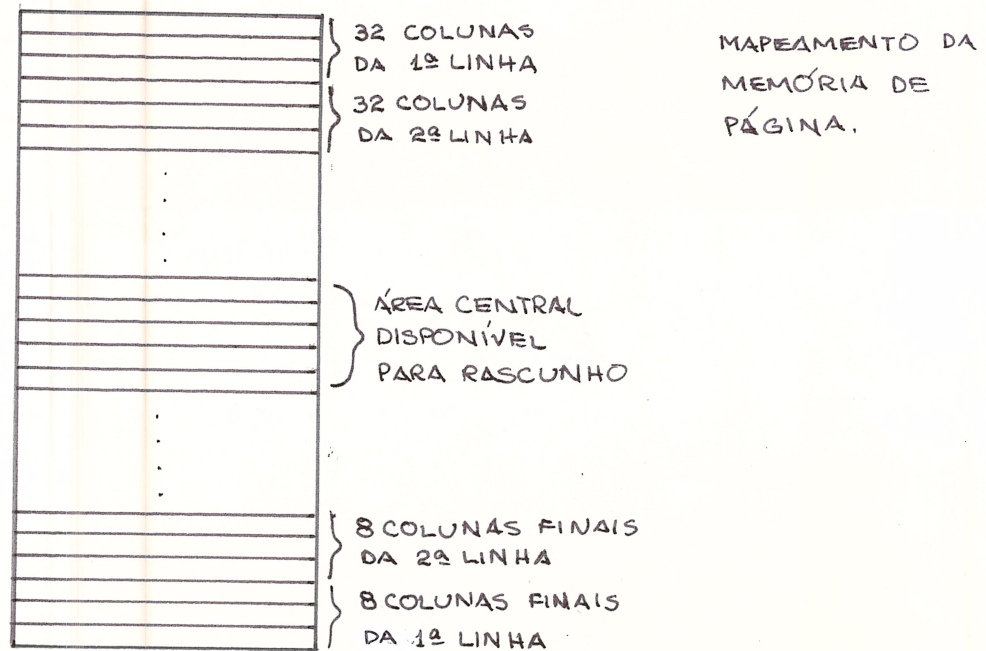 32 COLUNAS
DA 1ª LINHA
MAPEAMENTO DA
MEMÓRIA DE
PÁGINA.
32 COLUNAS
DA 2ª LINHA
ÁREA CENTRAL
DISPONÍVEL
PARA RASCUNHO
8 COLUNAS FINAIS
DA 2ª LINHA
8 COLUNAS FINAIS
DA 1ª LINHA